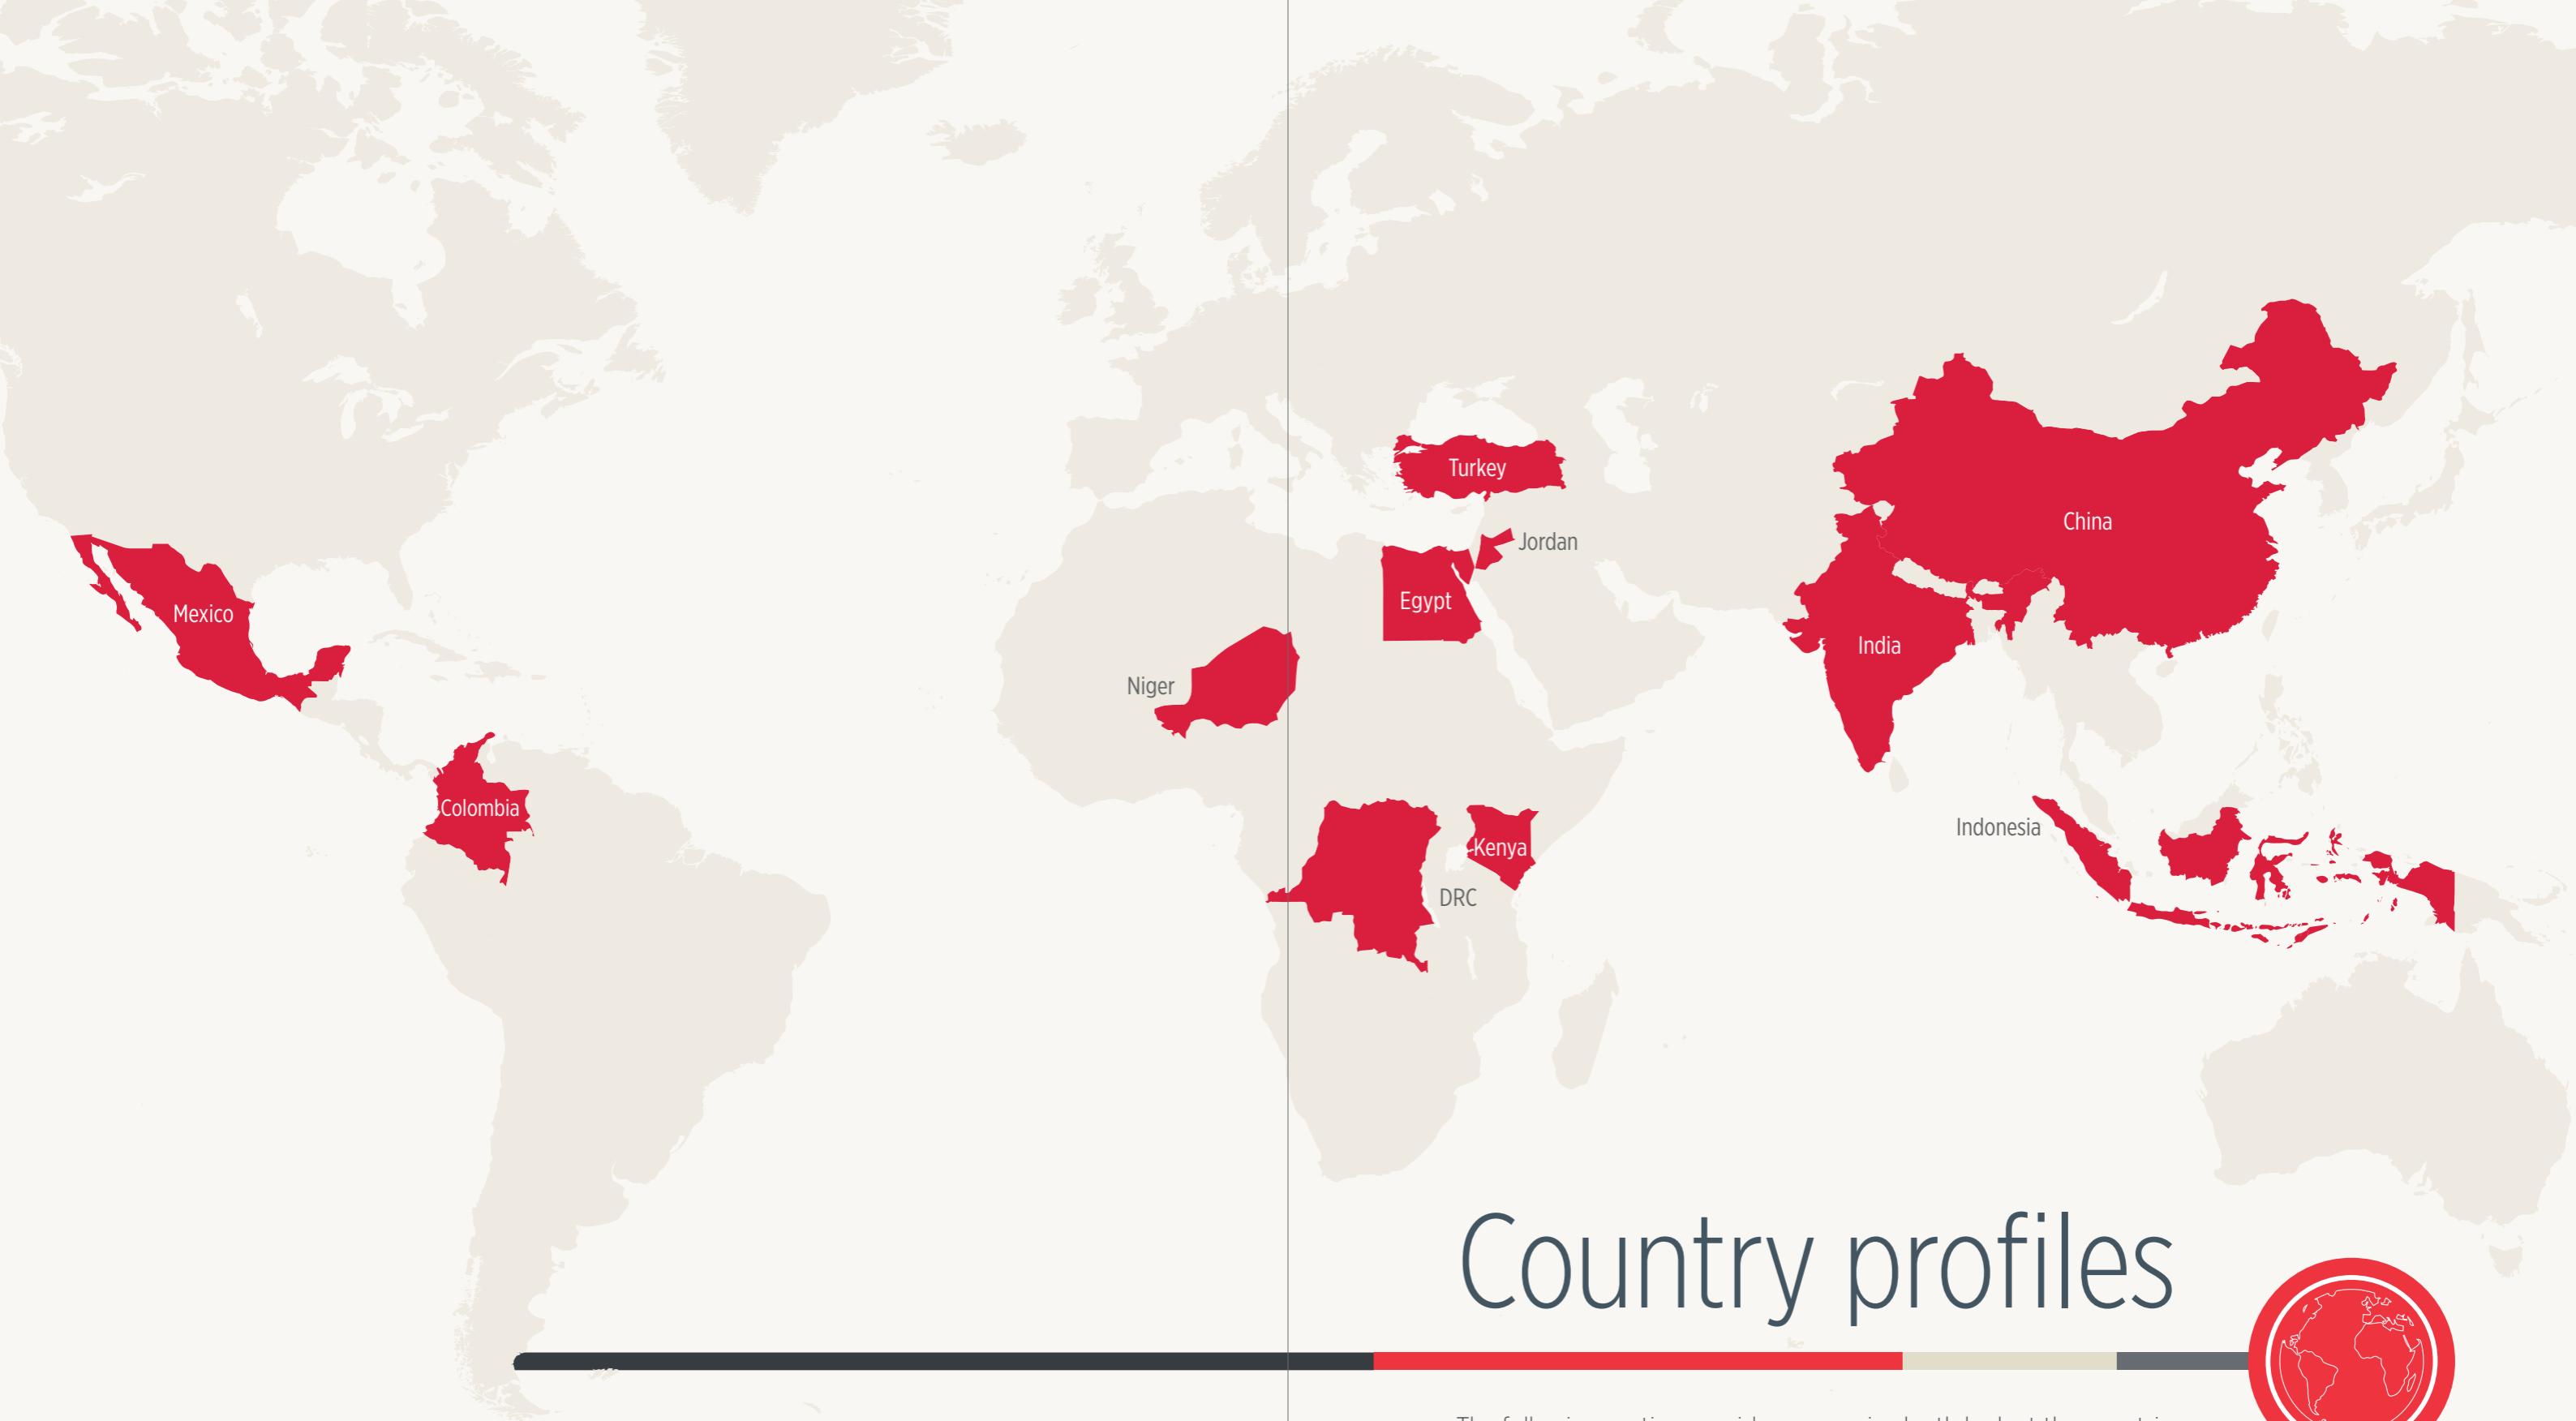 Turkey
China
Jordan
Egypt
Mexico
India
Niger
Colombia
Indonesia
Kenya
DRC
Country profiles